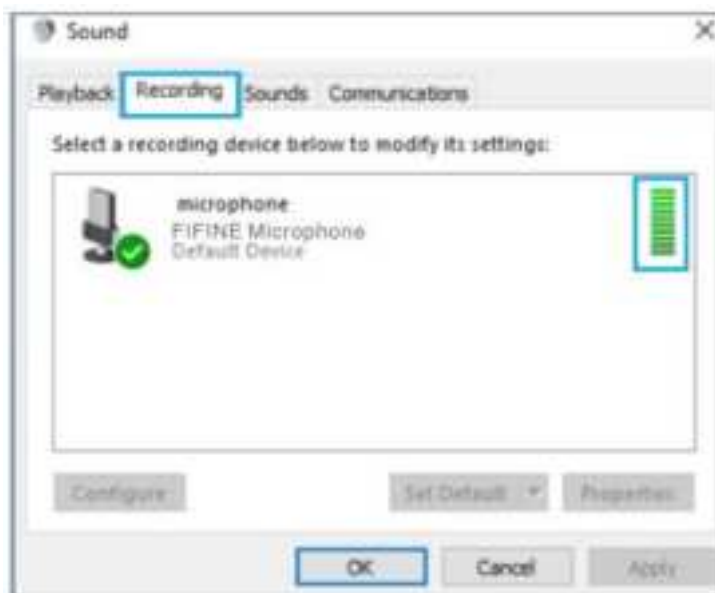 Sound
Playback Recording Sounds Communications
Select a recording device below to modify its settings:
microphone
FIFINE Microphone
Default Device
Configure Set Default Properties
OK Cancel Apply